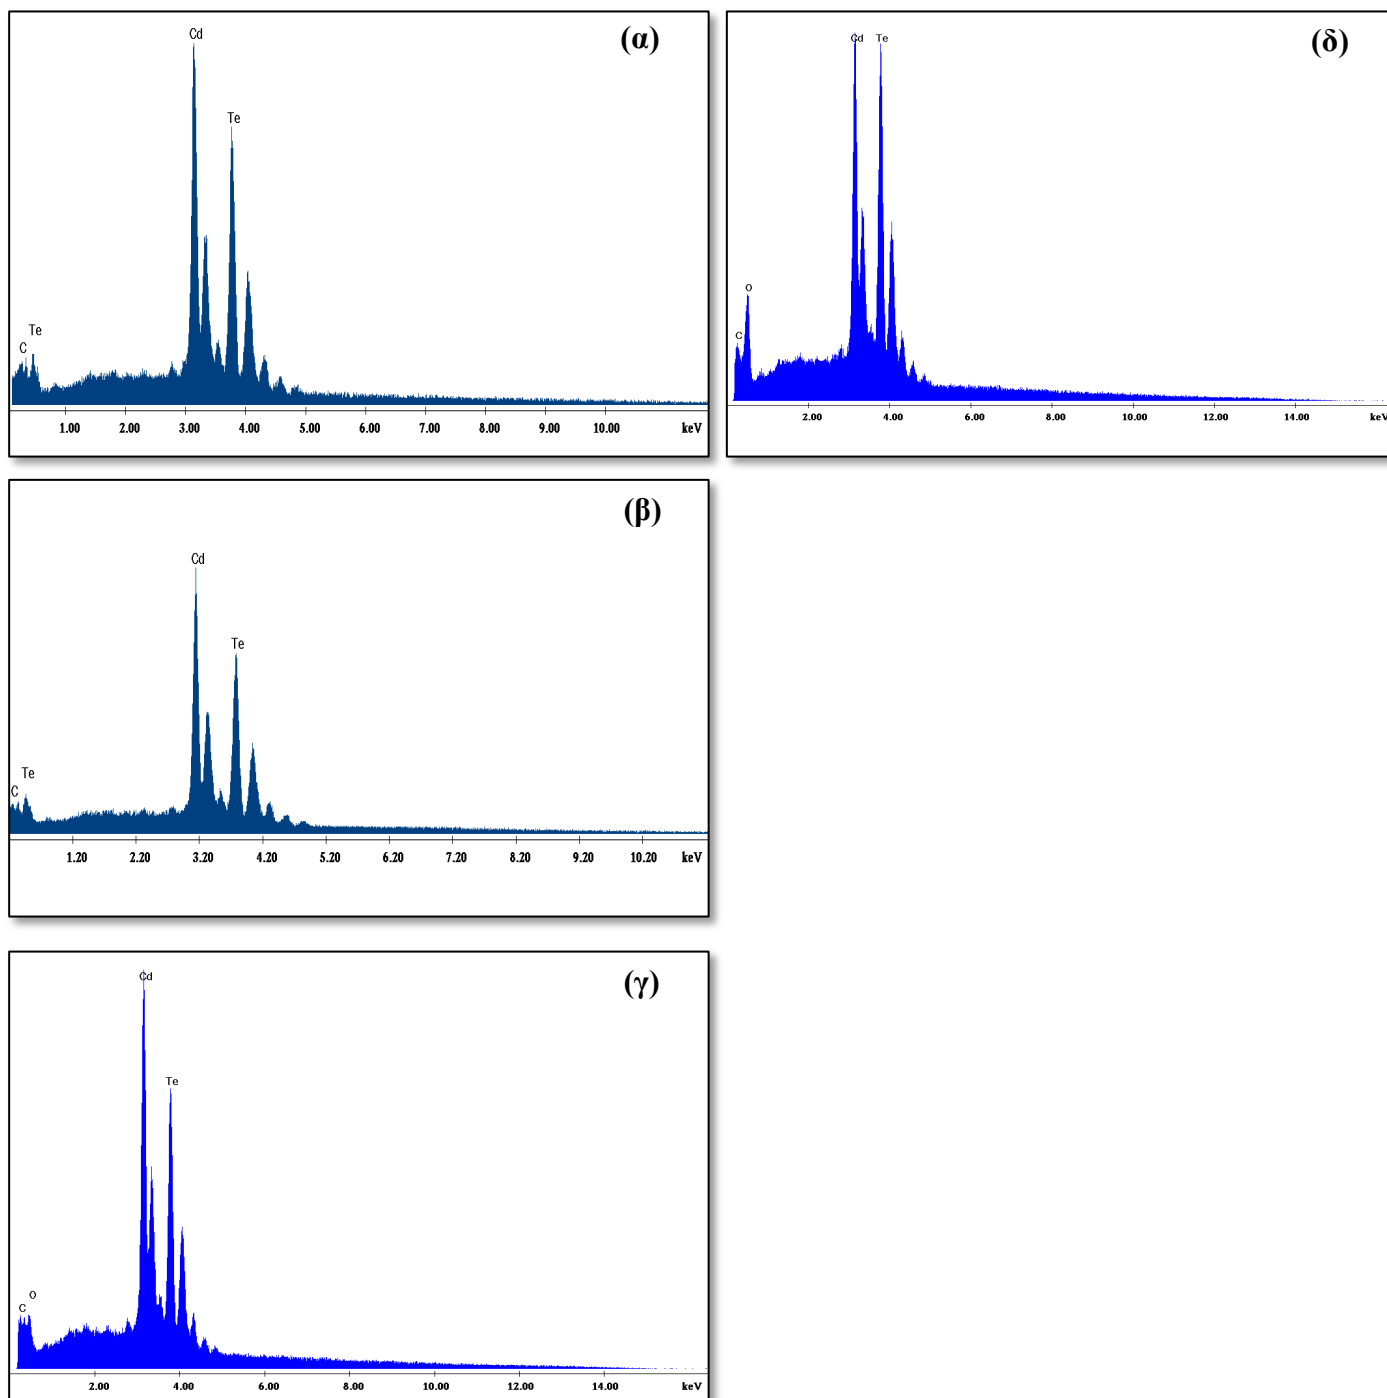 (α)
Cd
Te
Te
C
1.00 2.00 3.00 4.00 5.00 6.00 7.00 8.00 9.00 10.00 keV
(δ)
Cd Te
O
C
2.00 4.00 6.00 8.00 10.00 12.00 14.00 keV
(β)
Cd
Te
Te
C
1.20 2.20 3.20 4.20 5.20 6.20 7.20 8.20 9.20 10.20 keV
(γ)
Cd
Te
O
C
2.00 4.00 6.00 8.00 10.00 12.00 14.00 keV